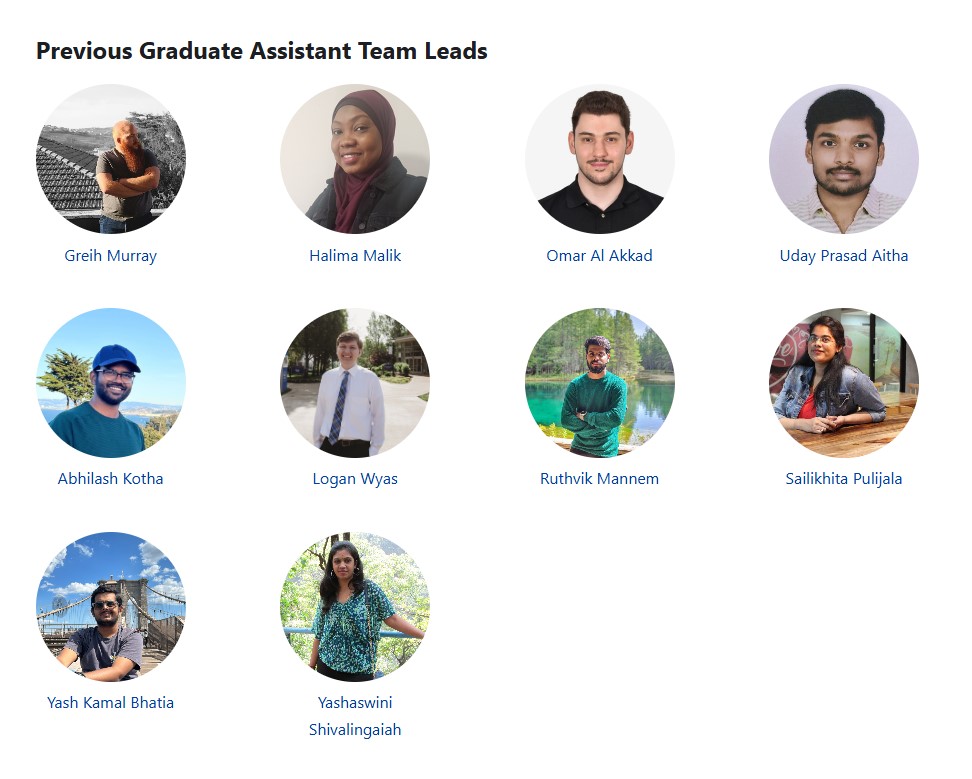 Previous Graduate Assistant Team Leads
Greih Murray
Halima Malik
Omar Al Akkad
Uday Prasad Aitha
Abhilash Kotha
Logan Wyas
Ruthvik Mannem
Sailikhita Pulijala
Yash Kamal Bhatia
Yashaswini
Shivalingaiah